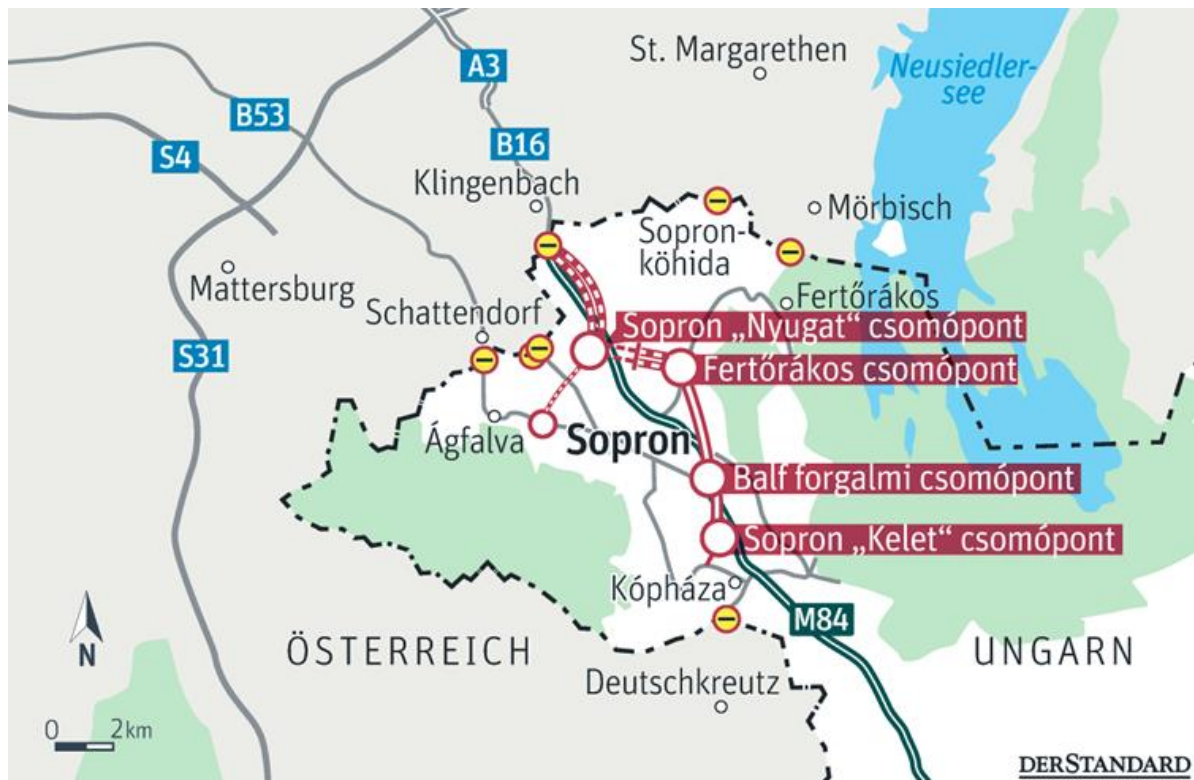 St. Margarethen
A3
Neusiedler-
see
B53
S4
B16
Klingenbach
Mörbisch
Sopron-
köhida
Mattersburg
Schattendorf
Fertőrákos
Sopron „Nyugat“ csomópont
S31
Fertőrákos csomópont
Ágfalva
Sopron
Balf forgalmi csomópont
Sopron „Kelet“ csomópont
Kópháza
M84
N
ÖSTERREICH
UNGARN
Deutschkreutz
0 2km
DERSTANDARD